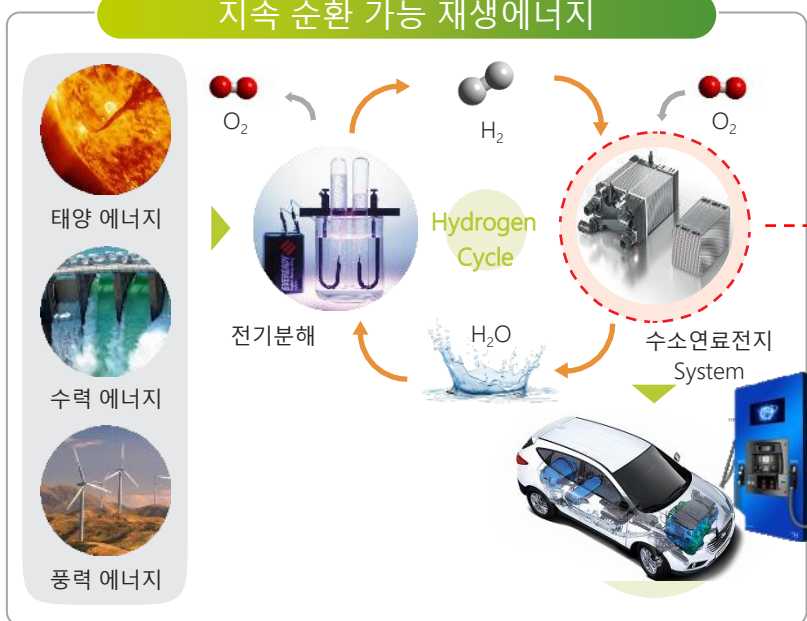 지속 순환 가능 재생에너지
태양 에너지
수력 에너지
풍력 에너지
O₂
H₂
O₂
EVEREADY
Hydrogen
Cycle
전기분해
H₂O
수소연료전지
System